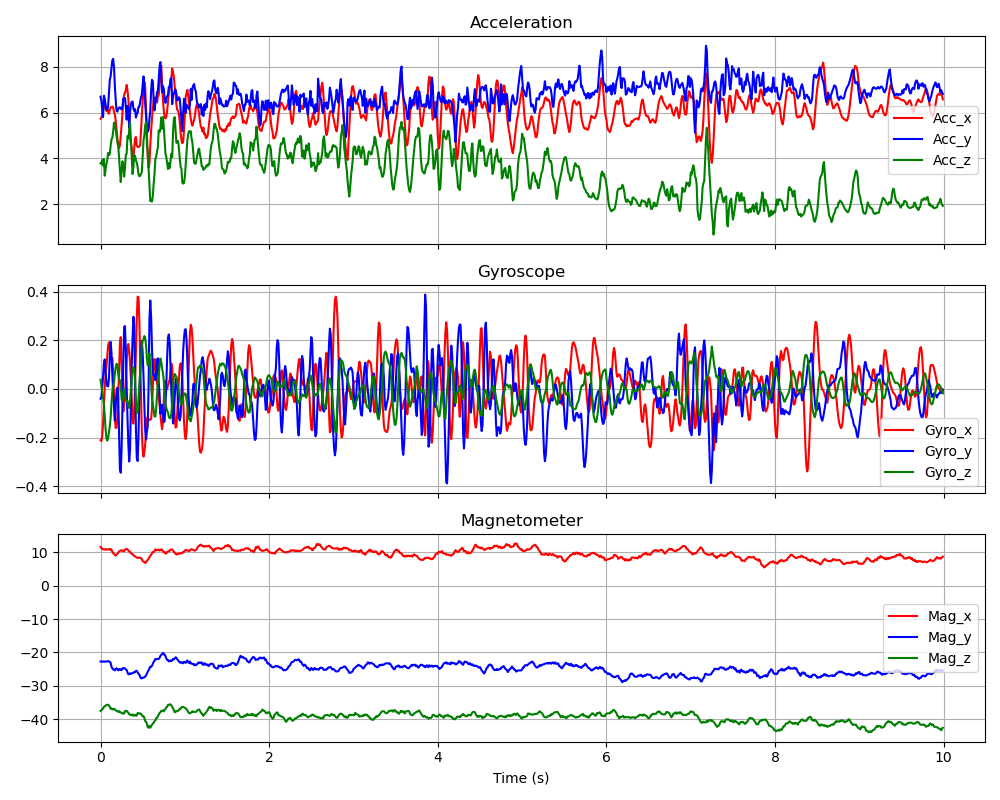 Acceleration
8
6
4
2
Acc_x
Acc_y
Acc_z
Gyroscope
0.4
0.2
0.0
−0.2
−0.4
Gyro_x
Gyro_y
Gyro_z
Magnetometer
10
0
−10
−20
−30
−40
Mag_x
Mag_y
Mag_z
0 2 4 6 8 10
Time (s)